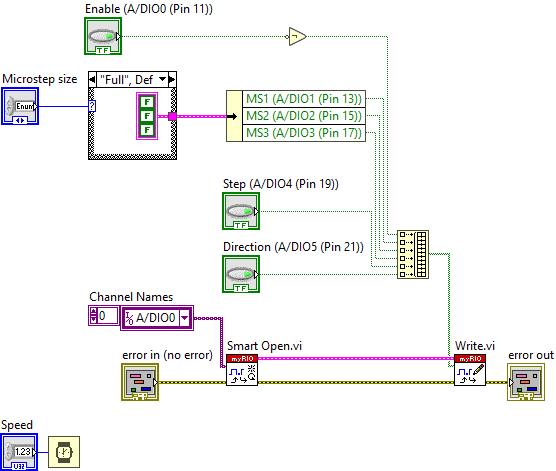 Enable (A/DIO0 (Pin 11))
TF
Microstep size
"Full", Def
Enum
?
F
F
F
MS1 (A/DIO1 (Pin 13))
MS2 (A/DIO2 (Pin 15))
MS3 (A/DIO3 (Pin 17))
Step (A/DIO4 (Pin 19))
TF
Direction (A/DIO5 (Pin 21))
TF
Channel Names
0
I/O A/DIO0
error in (no error)
Smart Open.vi
myRIO
Write.vi
myRIO
error out
Speed
1.23
U32